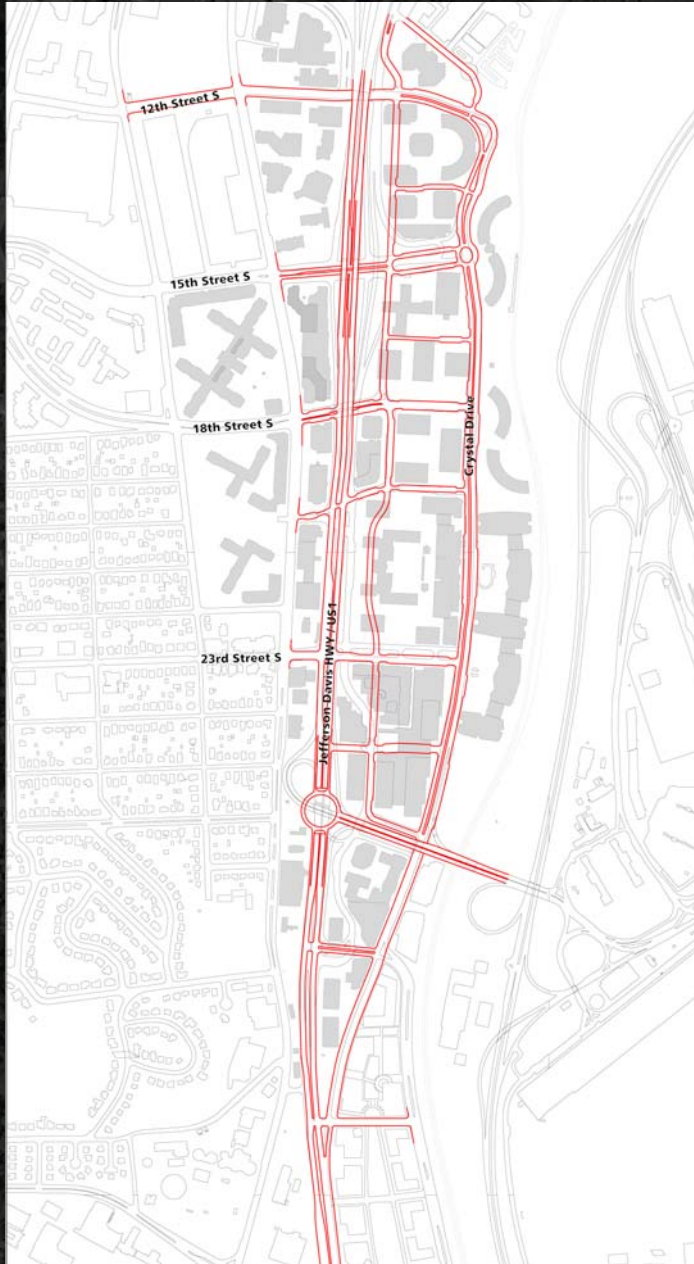 12th Street S
15th Street S
18th Street S
Crystal Drive
23rd Street S
Jefferson Davis HWY / US1